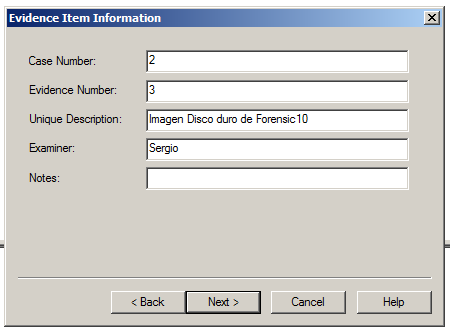 Evidence Item Information
Case Number: 2
Evidence Number: 3
Unique Description: Imagen Disco duro de Forensic10
Examiner: Sergio
Notes:
< Back Next > Cancel Help